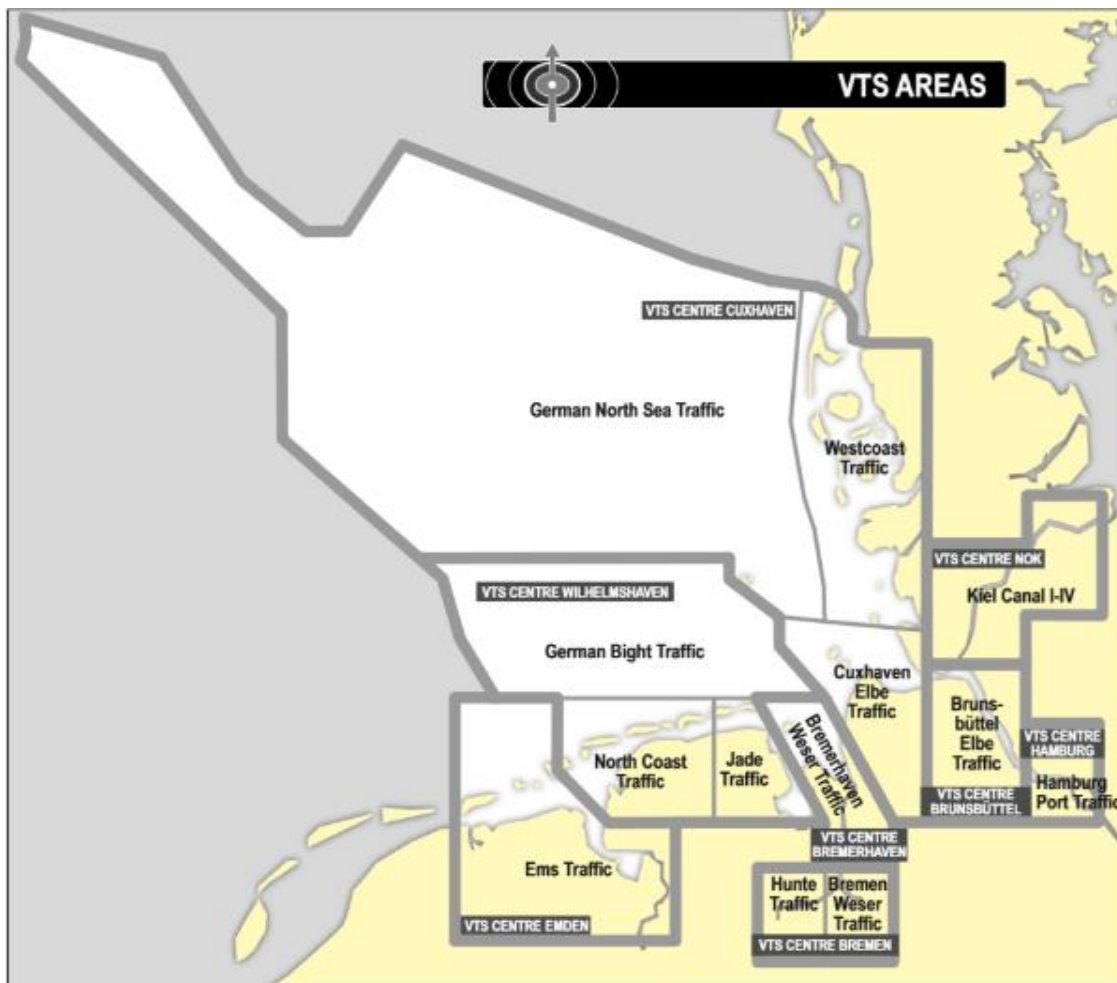 VTS AREAS
VTS CENTRE CUXHAVEN
German North Sea Traffic
Westcoast
Traffic
VTS CENTRE NOK
Kiel Canal I-IV
VTS CENTRE WILHELMSHAVEN
German Bight Traffic
Cuxhaven
Elbe
Traffic
Bruns-
büttel
Elbe
Traffic
VTS CENTRE
BRUNSBÜTTEL
VTS CENTRE
HAMBURG
Hamburg
Port Traffic
North Coast
Traffic
Jade
Traffic
Bremerhaven
Weser Traffic
VTS CENTRE
BREMERHAVEN
Ems Traffic
VTS CENTRE EMDEN
Hunte
Traffic
Bremen
Weser
Traffic
VTS CENTRE BREMEN